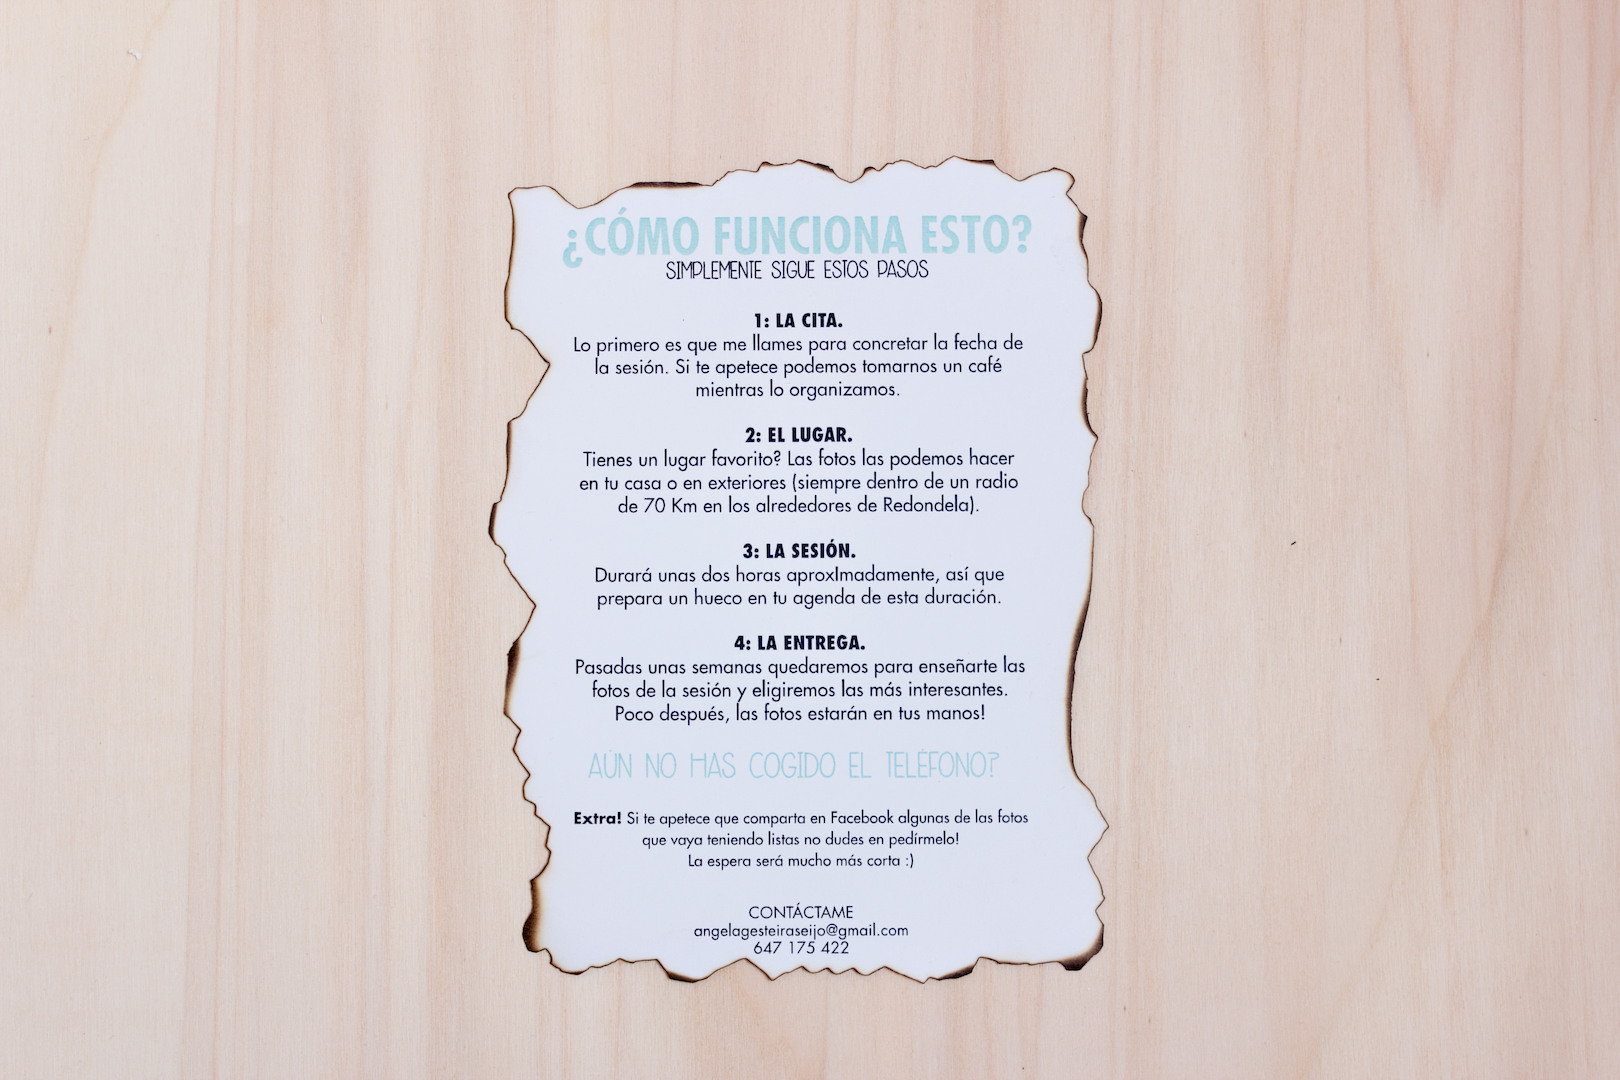 ¿CÓMO FUNCIONA ESTO?
SIMPLEMENTE SIGUE ESTOS PASOS
1: LA CITA.
Lo primero es que me llames para concretar la fecha de
la sesión. Si te apetece podemos tomarnos un café
mientras lo organizamos.
2: EL LUGAR.
Tienes un lugar favorito? Las fotos las podemos hacer
en tu casa o en exteriores (siempre dentro de un radio
de 70 Km en los alrededores de Redondela).
3: LA SESIÓN.
Durará unas dos horas aproxImadamente, así que
prepara un hueco en tu agenda de esta duración.
4: LA ENTREGA.
Pasadas unas semanas quedaremos para enseñarte las
fotos de la sesión y eligiremos las más interesantes.
Poco después, las fotos estarán en tus manos!
AÚN NO HAS COGIDO EL TELÉFONO?
Extra! Si te apetece que comparta en Facebook algunas de las fotos
que vaya teniendo listas no dudes en pedírmelo!
La espera será mucho más corta :)
CONTÁCTAME
angelagesteiraseijo@gmail.com
647 175 422